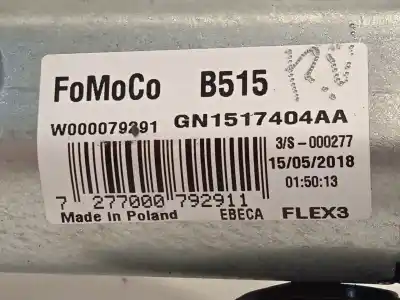 FoMoCo B515
W000079291 GN1517404AA
3/S-000277
15/05/2018
01:50:13
7 277000 792911
Made in Poland EBECA FLEX3